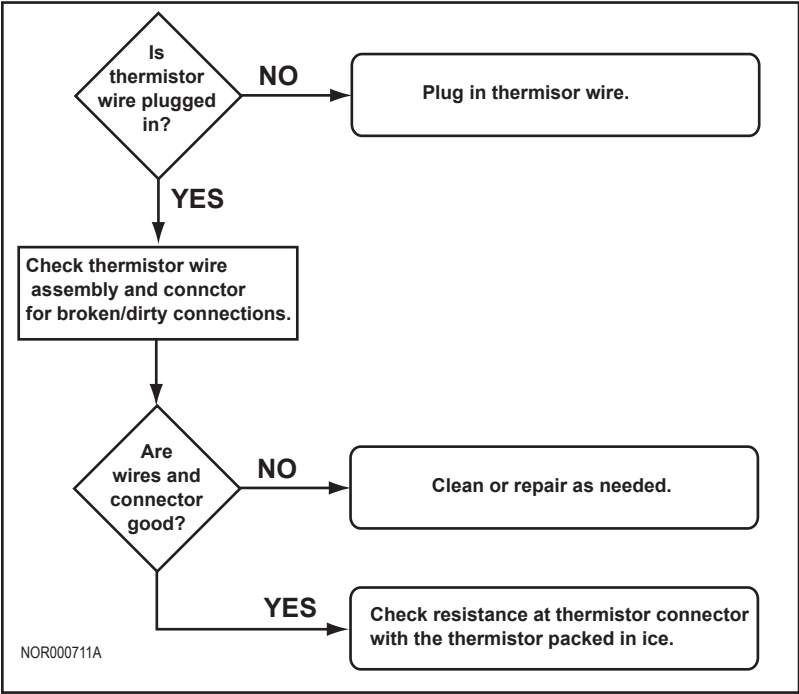 Is
thermistor
wire plugged
in?
NO
Plug in thermisor wire.
YES
Check thermistor wire
assembly and connctor
for broken/dirty connections.
Are
wires and
connector
good?
NO
Clean or repair as needed.
YES
Check resistance at thermistor connector
with the thermistor packed in ice.
NOR000711A